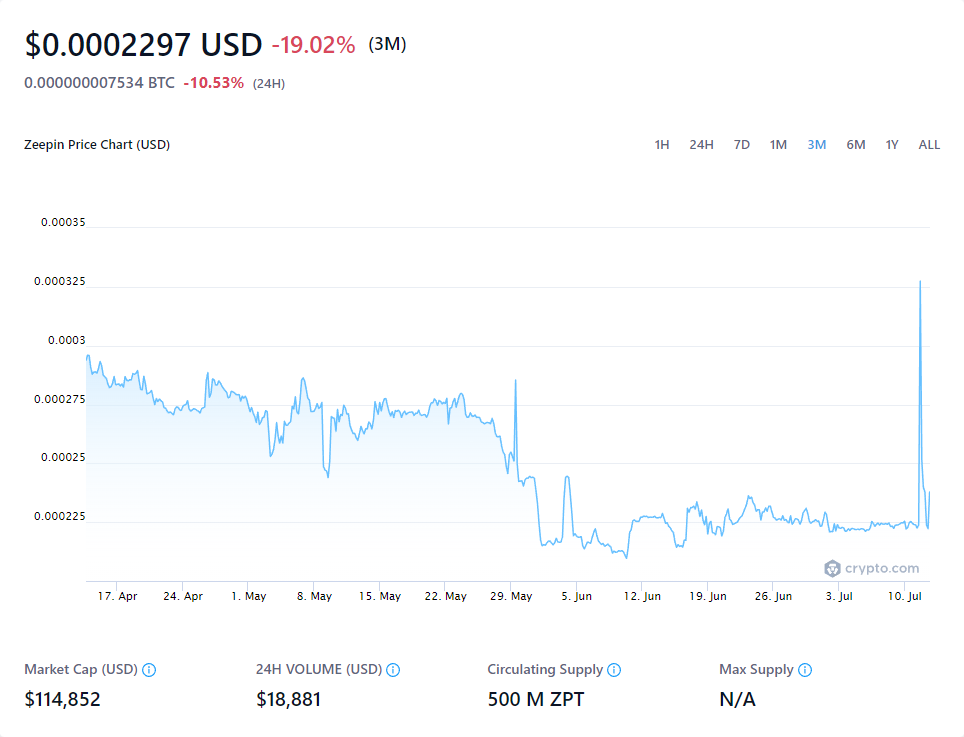 $0.0002297 USD -19.02% (3M)
0.000000007534 BTC -10.53% (24H)
Zeepin Price Chart (USD) 1H 24H 7D 1M 3M 6M 1Y ALL
0.00035
0.000325
0.0003
0.000275
0.00025
0.000225
crypto.com
17. Apr 24. Apr 1. May 8. May 15. May 22. May 29. May 5. Jun 12. Jun 19. Jun 26. Jun 3. Jul 10. Jul
Market Cap (USD) 24H VOLUME (USD) Circulating Supply Max Supply
$114,852 $18,881 500 M ZPT N/A